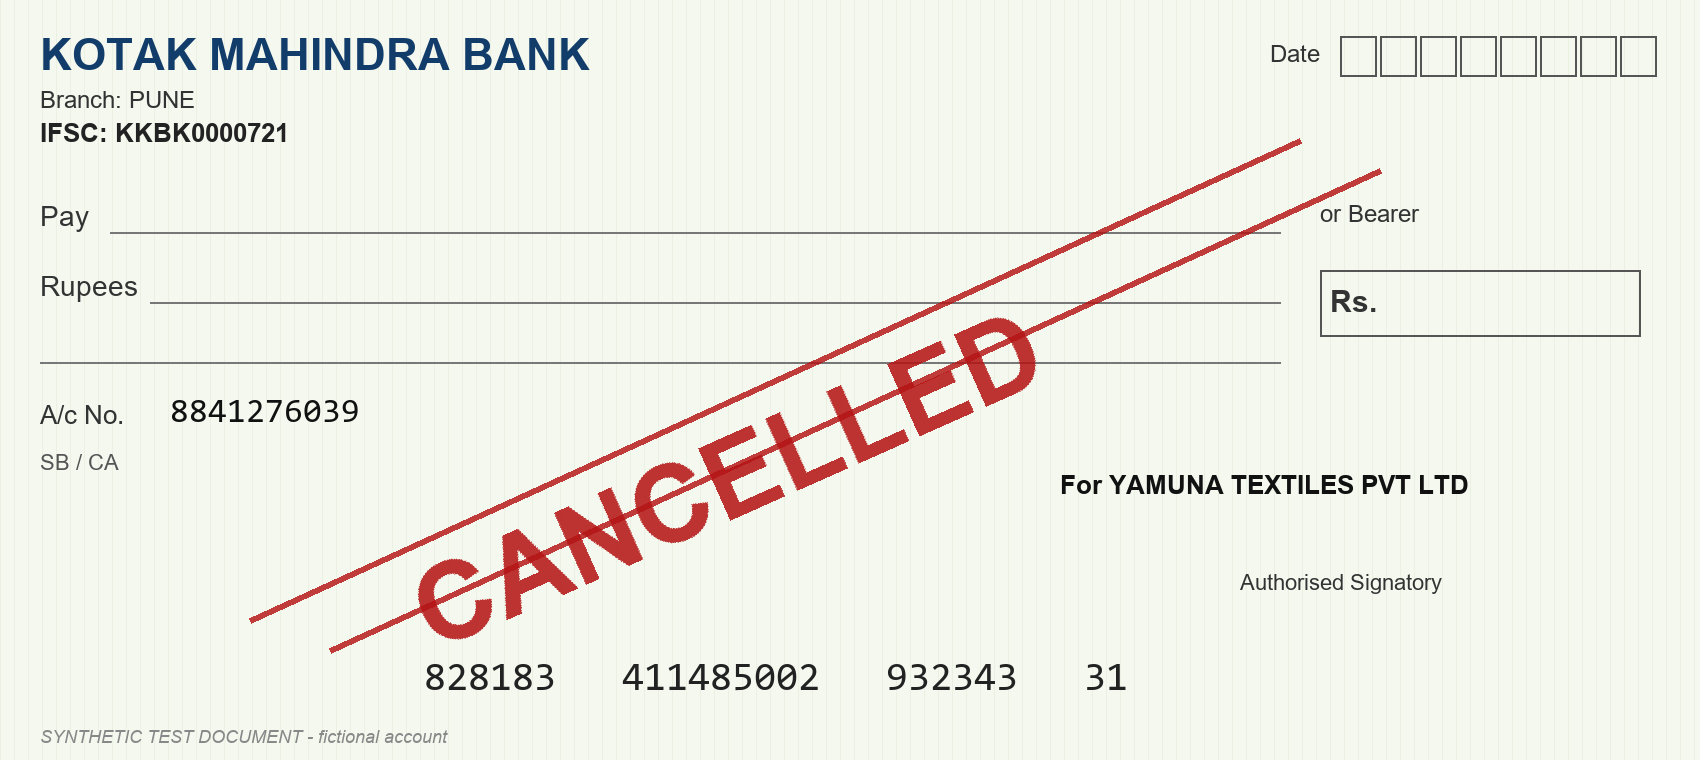 KOTAK MAHINDRA BANK
Date
Branch: PUNE
IFSC: KKBK0000721
Pay
or Bearer
Rupees
Rs.
A/c No. 8841276039
SB / CA
CANCELLED
For YAMUNA TEXTILES PVT LTD
Authorised Signatory
828183 411485002 932343 31
SYNTHETIC TEST DOCUMENT - fictional account